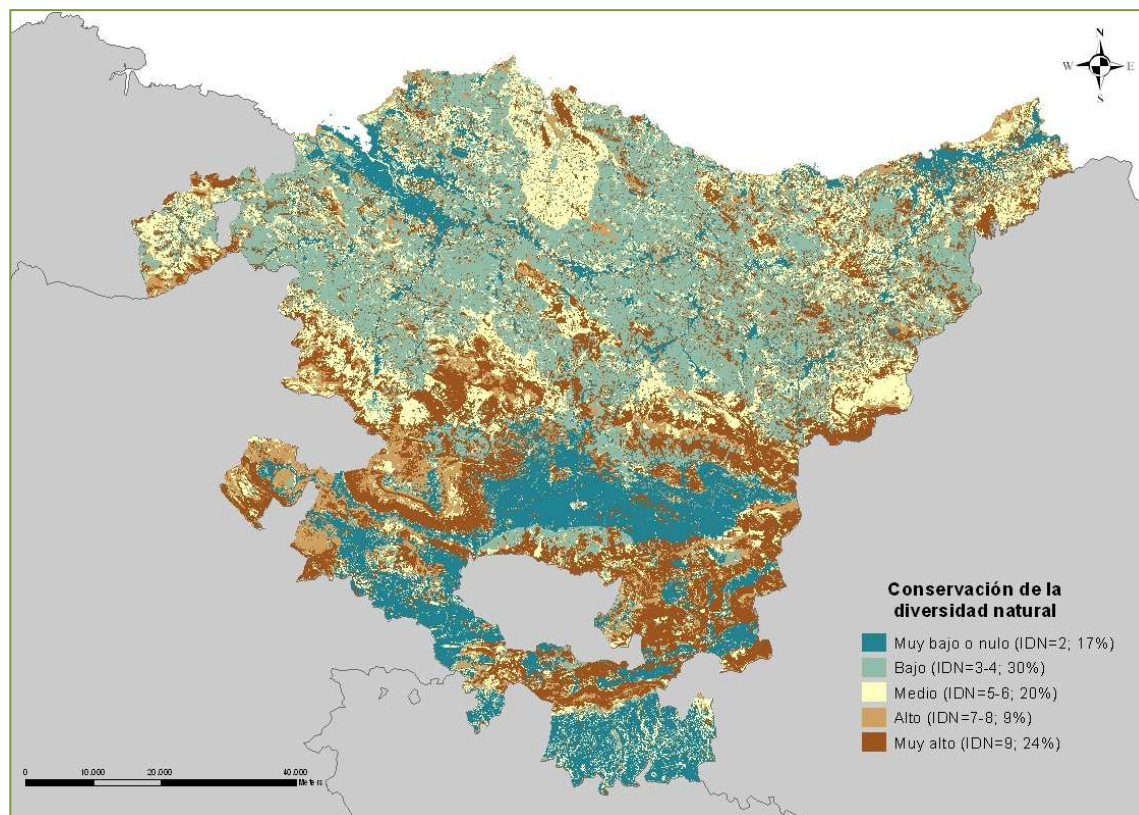 N
W E
S
Conservación de la
diversidad natural
Muy bajo o nulo (IDN=2; 17%)
Bajo (IDN=3-4; 30%)
Medio (IDN=5-6; 20%)
Alto (IDN=7-8; 9%)
Muy alto (IDN=9; 24%)
0 10.000 20.000 40.000
Meters